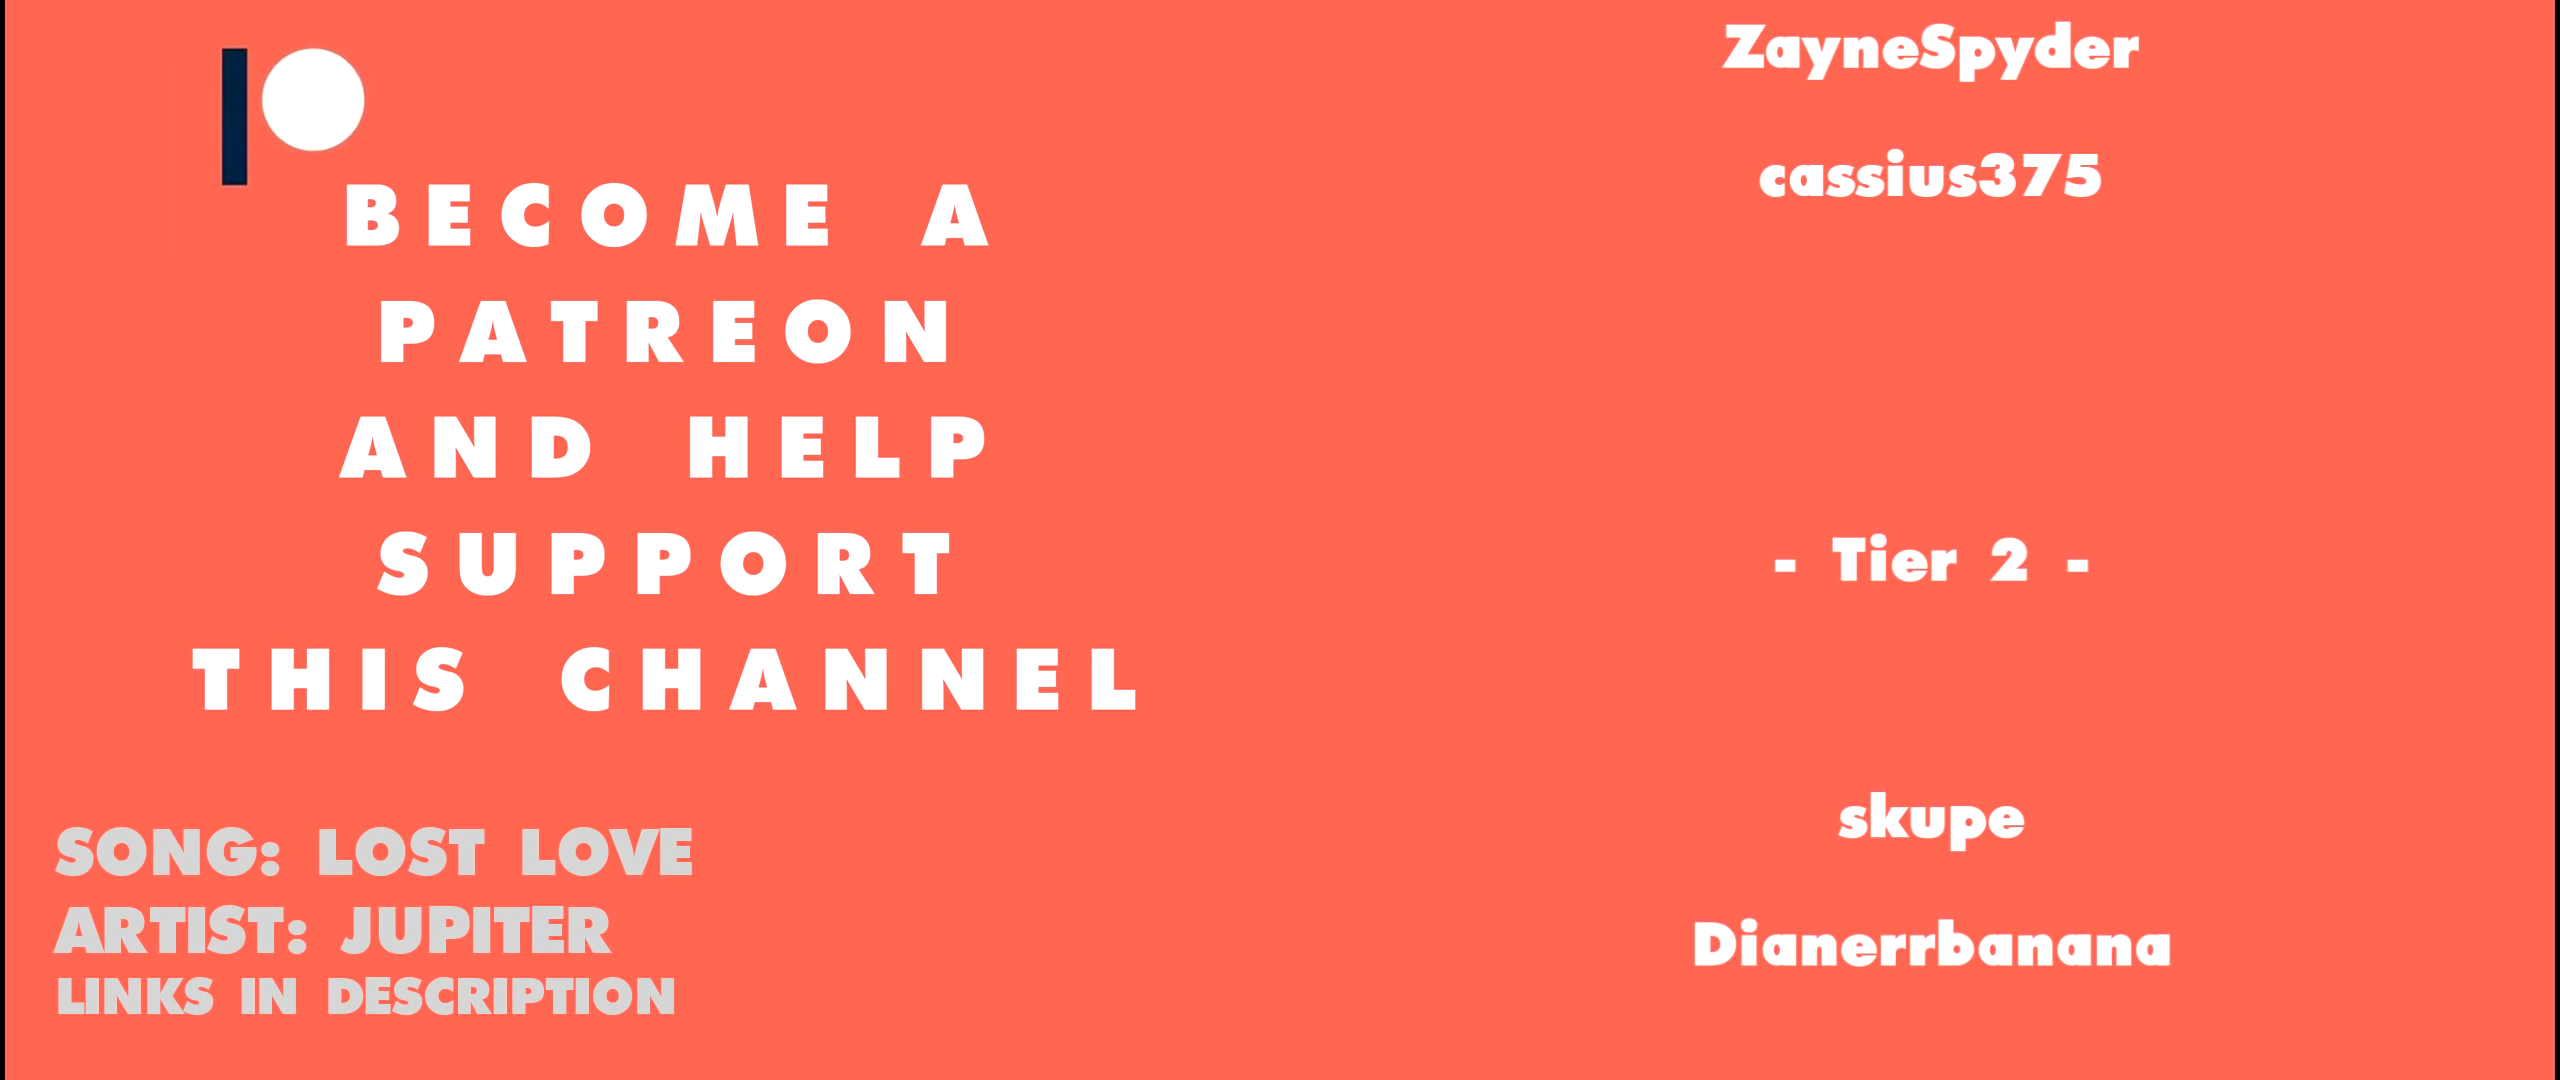 BECOME A
PATREON
AND HELP
SUPPORT
THIS CHANNEL
SONG: LOST LOVE
ARTIST: JUPITER
LINKS IN DESCRIPTION
ZayneSpyder
cassius375
- Tier 2 -
skupe
Dianerrbanana